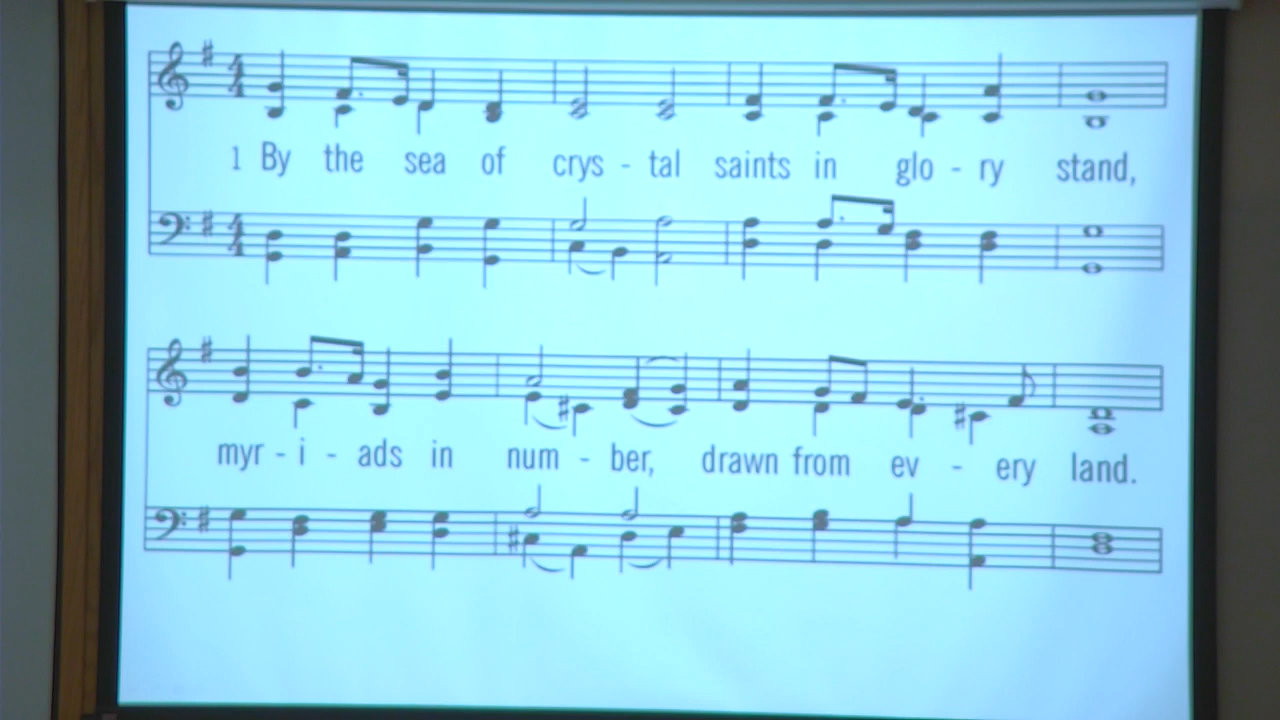 1 By the sea of crys - tal saints in glo - ry stand,
myr - i - ads in num - ber, drawn from ev - ery land.